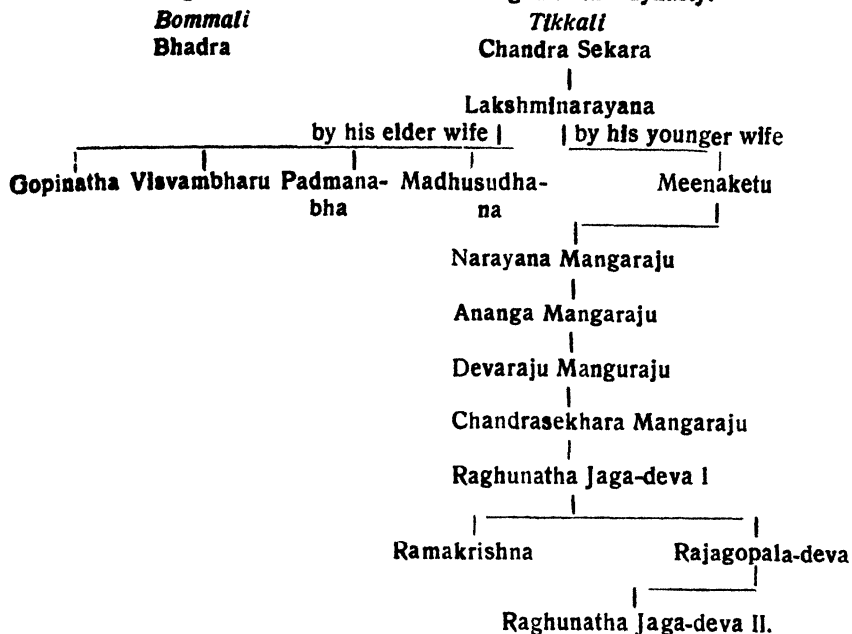 Bommali Tikkali
Bhadra Chandra Sekara
Lakshminarayana
by his elder wife by his younger wife
Gopinatha Visvambharu Padmana- Madhusudha- Meenaketu
bha na
Narayana Mangaraju
Ananga Mangaraju
Devaraju Manguraju
Chandrasekhara Mangaraju
Raghunatha Jaga-deva I
Ramakrishna Rajagopala-deva
Raghunatha Jaga-deva II.